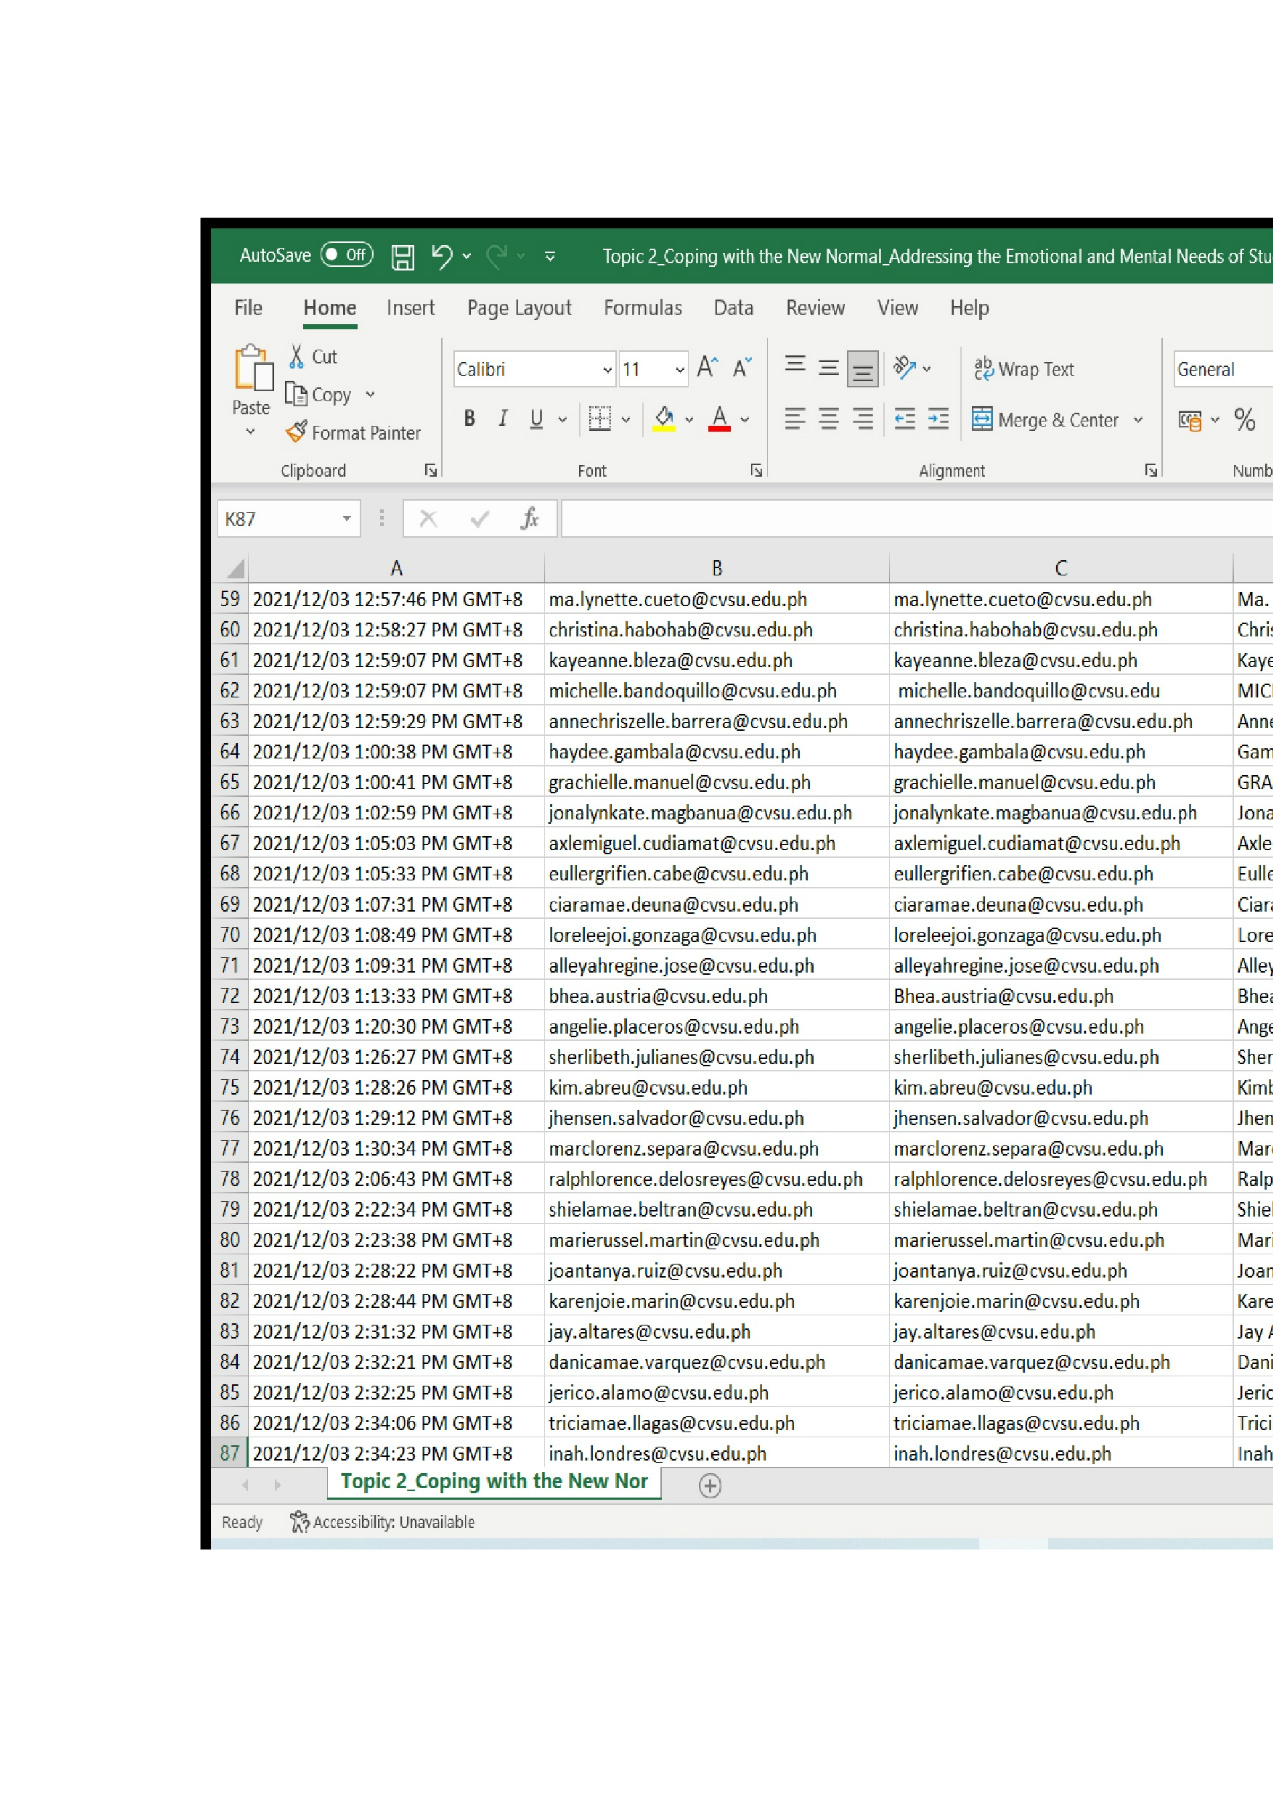 AutoSave Off Topic 2_Coping with the New Normal_Addressing the Emotional and Mental Needs of Stu
File Home Insert Page Layout Formulas Data Review View Help
Cut
Copy
Paste
Format Painter
Clipboard
Calibri 11
B I U A
Font
Wrap Text
Merge & Center
Alignment
General
%
Numb
K87 fx
A B C
59 2021/12/03 12:57:46 PM GMT+8 ma.lynette.cueto@cvsu.edu.ph ma.lynette.cueto@cvsu.edu.ph Ma.
60 2021/12/03 12:58:27 PM GMT+8 christina.habohab@cvsu.edu.ph christina.habohab@cvsu.edu.ph Chris
61 2021/12/03 12:59:07 PM GMT+8 kayeanne.bleza@cvsu.edu.ph kayeanne.bleza@cvsu.edu.ph Kaye
62 2021/12/03 12:59:07 PM GMT+8 michelle.bandoquillo@cvsu.edu.ph michelle.bandoquillo@cvsu.edu MICH
63 2021/12/03 12:59:29 PM GMT+8 annechriszelle.barrera@cvsu.edu.ph annechriszelle.barrera@cvsu.edu.ph Anne
64 2021/12/03 1:00:38 PM GMT+8 haydee.gambala@cvsu.edu.ph haydee.gambala@cvsu.edu.ph Gam
65 2021/12/03 1:00:41 PM GMT+8 grachielle.manuel@cvsu.edu.ph grachielle.manuel@cvsu.edu.ph GRA
66 2021/12/03 1:02:59 PM GMT+8 jonalynkate.magbanua@cvsu.edu.ph jonalynkate.magbanua@cvsu.edu.ph Jona
67 2021/12/03 1:05:03 PM GMT+8 axlemiguel.cudiamat@cvsu.edu.ph axlemiguel.cudiamat@cvsu.edu.ph Axle
68 2021/12/03 1:05:33 PM GMT+8 eullergrifien.cabe@cvsu.edu.ph eullergrifien.cabe@cvsu.edu.ph Eulle
69 2021/12/03 1:07:31 PM GMT+8 ciaramae.deuna@cvsu.edu.ph ciaramae.deuna@cvsu.edu.ph Ciara
70 2021/12/03 1:08:49 PM GMT+8 loreleejoi.gonzaga@cvsu.edu.ph loreleejoi.gonzaga@cvsu.edu.ph Lore
71 2021/12/03 1:09:31 PM GMT+8 alleyahregine.jose@cvsu.edu.ph alleyahregine.jose@cvsu.edu.ph Alley
72 2021/12/03 1:13:33 PM GMT+8 bhea.austria@cvsu.edu.ph Bhea.austria@cvsu.edu.ph Bhea
73 2021/12/03 1:20:30 PM GMT+8 angelie.placeros@cvsu.edu.ph angelie.placeros@cvsu.edu.ph Ange
74 2021/12/03 1:26:27 PM GMT+8 sherlibeth.julianes@cvsu.edu.ph sherlibeth.julianes@cvsu.edu.ph Sher
75 2021/12/03 1:28:26 PM GMT+8 kim.abreu@cvsu.edu.ph kim.abreu@cvsu.edu.ph Kimb
76 2021/12/03 1:29:12 PM GMT+8 jhensen.salvador@cvsu.edu.ph jhensen.salvador@cvsu.edu.ph Jhen
77 2021/12/03 1:30:34 PM GMT+8 marclorenz.separa@cvsu.edu.ph marclorenz.separa@cvsu.edu.ph Marc
78 2021/12/03 2:06:43 PM GMT+8 ralphlorence.delosreyes@cvsu.edu.ph ralphlorence.delosreyes@cvsu.edu.ph Ralp
79 2021/12/03 2:22:34 PM GMT+8 shielamae.beltran@cvsu.edu.ph shielamae.beltran@cvsu.edu.ph Shiel
80 2021/12/03 2:23:38 PM GMT+8 marierussel.martin@cvsu.edu.ph marierussel.martin@cvsu.edu.ph Mari
81 2021/12/03 2:28:22 PM GMT+8 joantanya.ruiz@cvsu.edu.ph joantanya.ruiz@cvsu.edu.ph Joan
82 2021/12/03 2:28:44 PM GMT+8 karenjoie.marin@cvsu.edu.ph karenjoie.marin@cvsu.edu.ph Kare
83 2021/12/03 2:31:32 PM GMT+8 jay.altares@cvsu.edu.ph jay.altares@cvsu.edu.ph Jay A
84 2021/12/03 2:32:21 PM GMT+8 danicamae.varquez@cvsu.edu.ph danicamae.varquez@cvsu.edu.ph Dani
85 2021/12/03 2:32:25 PM GMT+8 jerico.alamo@cvsu.edu.ph jerico.alamo@cvsu.edu.ph Jeric
86 2021/12/03 2:34:06 PM GMT+8 triciamae.llagas@cvsu.edu.ph triciamae.llagas@cvsu.edu.ph Trici
87 2021/12/03 2:34:23 PM GMT+8 inah.londres@cvsu.edu.ph inah.londres@cvsu.edu.ph Inah
Topic 2_Coping with the New Nor
Ready Accessibility: Unavailable